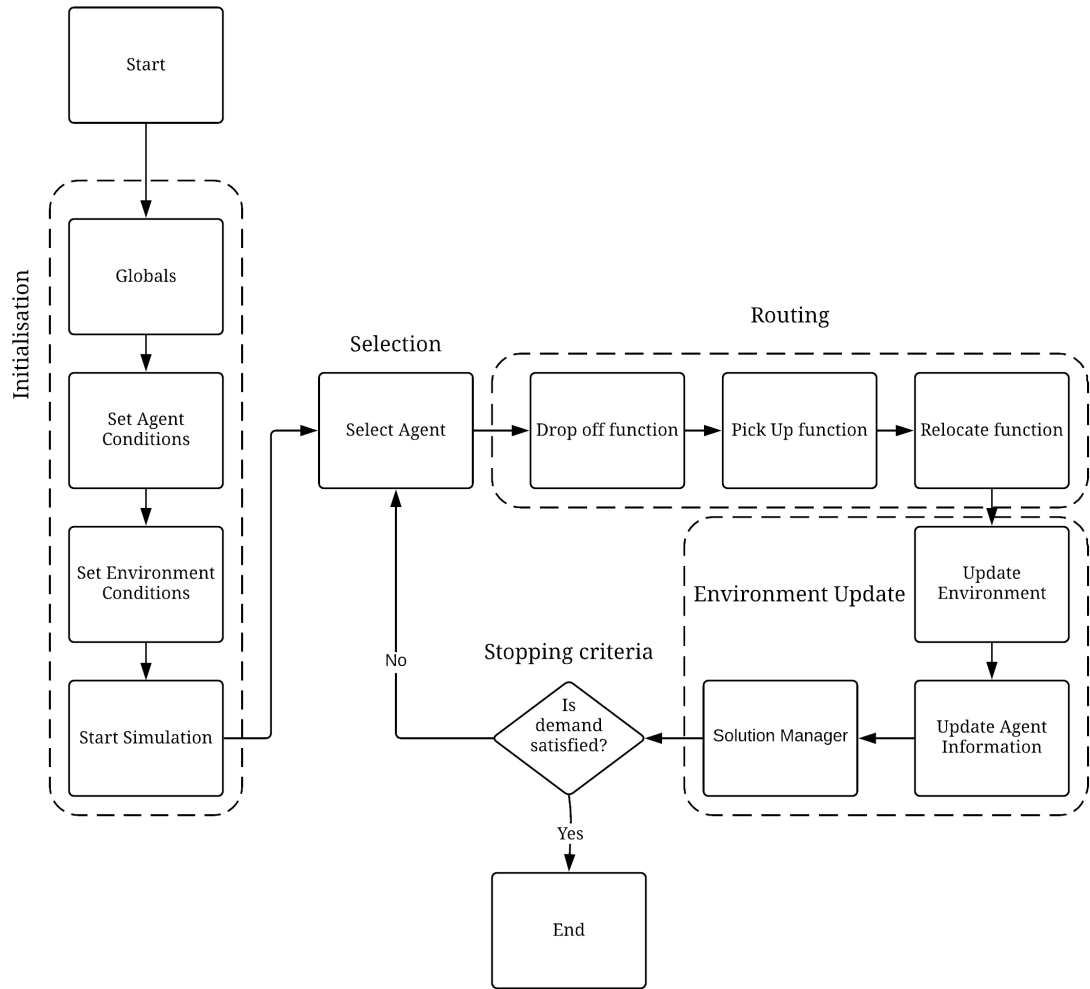 Start
Initialisation
Globals
Set Agent
Conditions
Set Environment
Conditions
Start Simulation
Selection
Select Agent
Routing
Drop off function
Pick Up function
Relocate function
Environment Update
Update
Environment
Update Agent
Information
Solution Manager
Stopping criteria
Is
demand
satisfied?
No
Yes
End